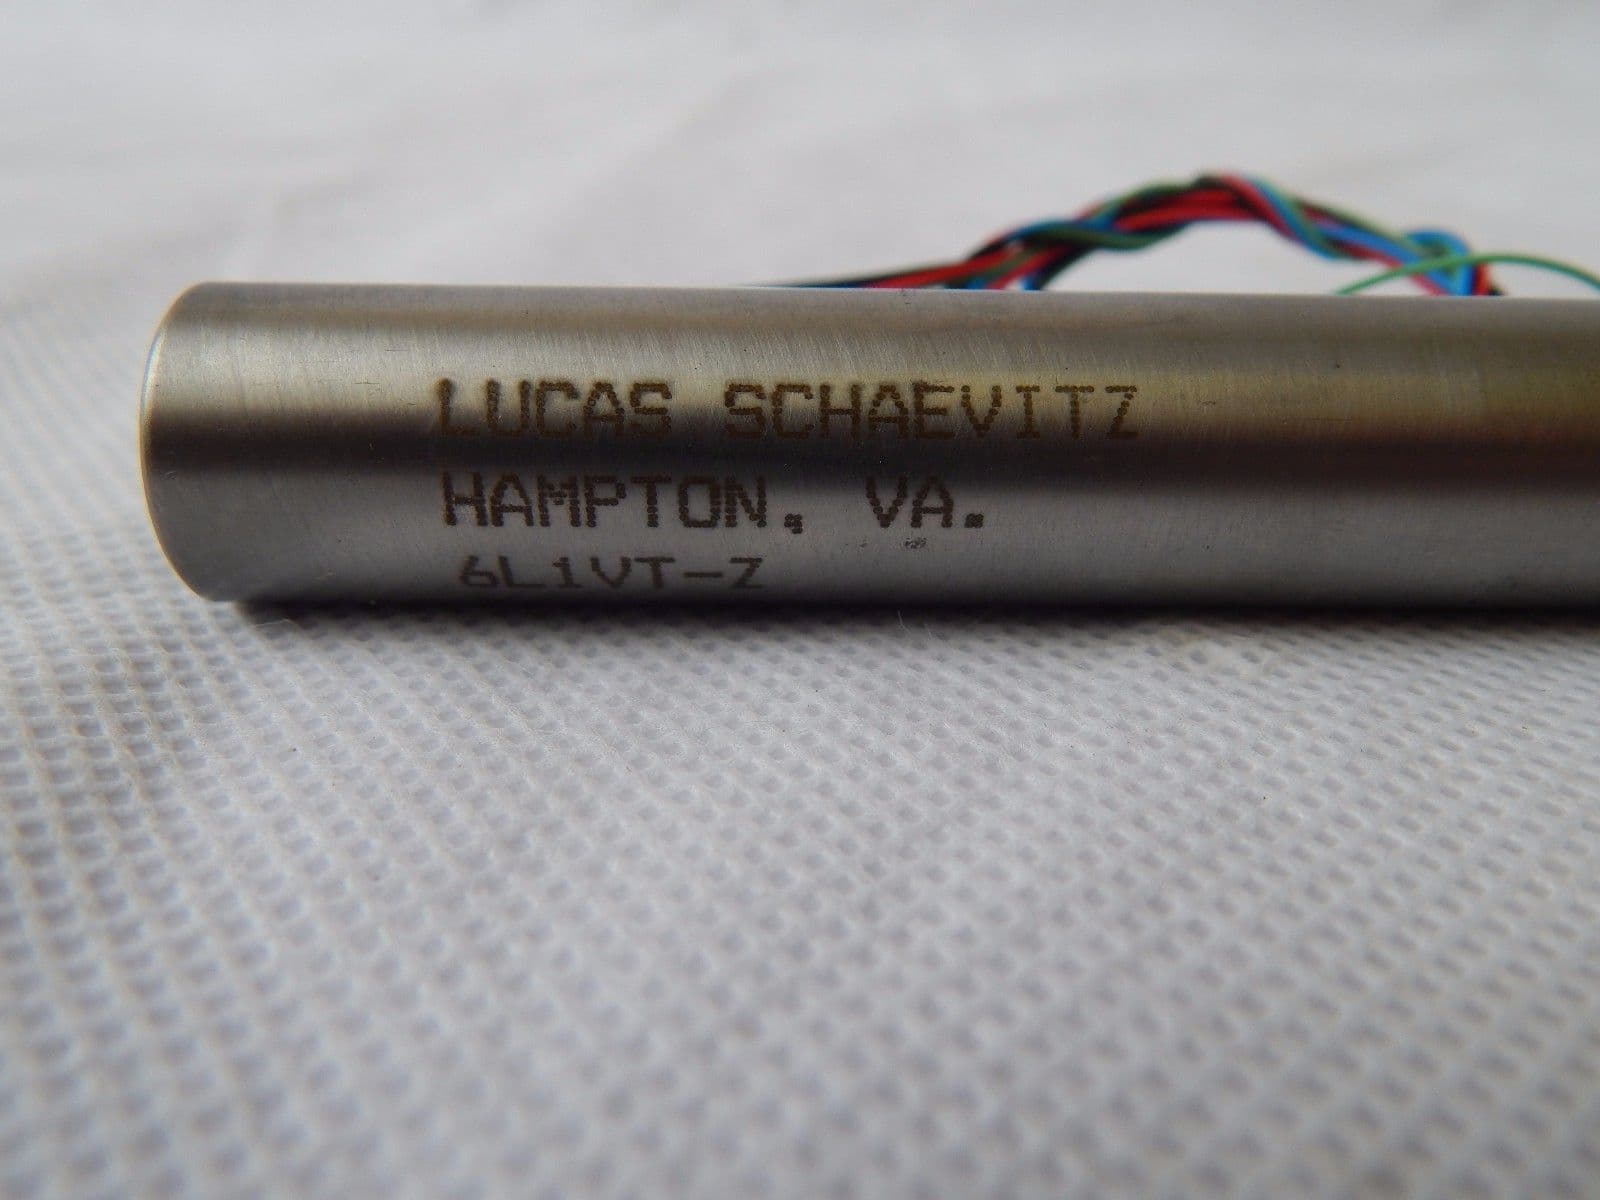 LUCAS SCHAEVITZ
HAMPTON, VA.
6L1VT-Z